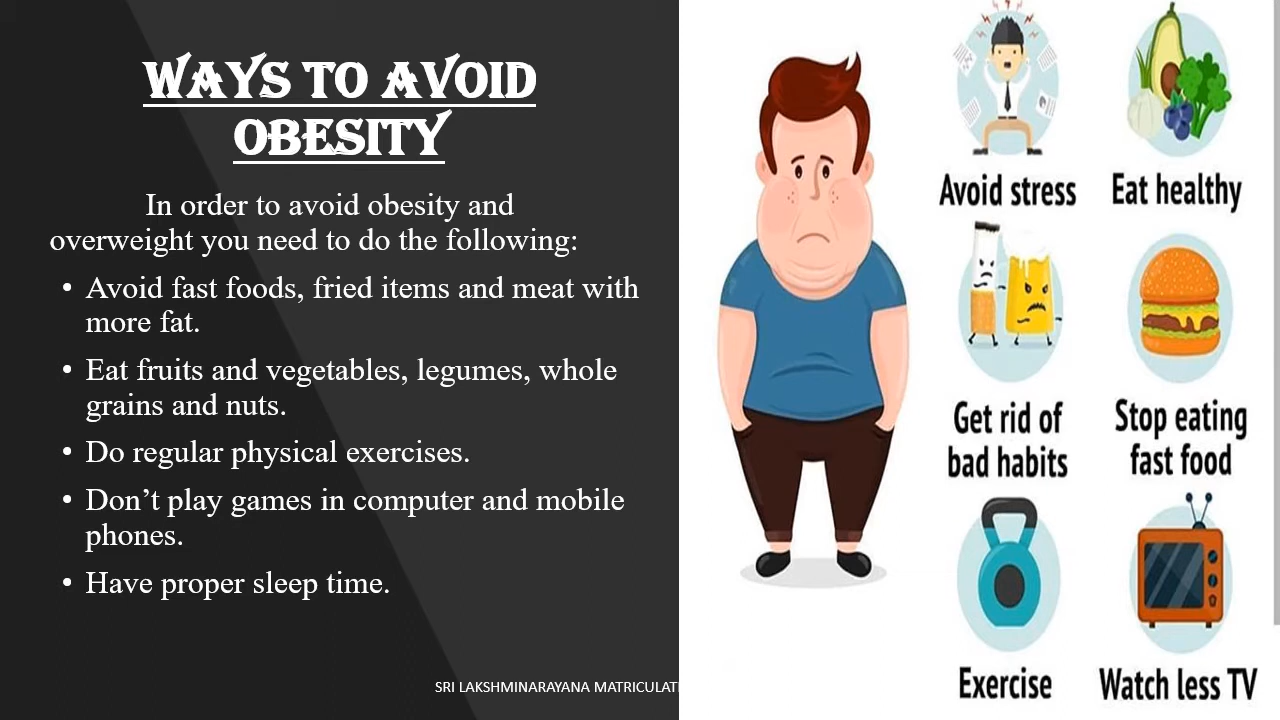 WAYS TO AVOID
OBESITY
In order to avoid obesity and
overweight you need to do the following:
• Avoid fast foods, fried items and meat with
more fat.
• Eat fruits and vegetables, legumes, whole
grains and nuts.
• Do regular physical exercises.
• Don’t play games in computer and mobile
phones.
• Have proper sleep time.
SRI LAKSHMINARAYANA MATRICULATI
Avoid stress
Eat healthy
Get rid of
bad habits
Stop eating
fast food
Exercise
Watch less TV